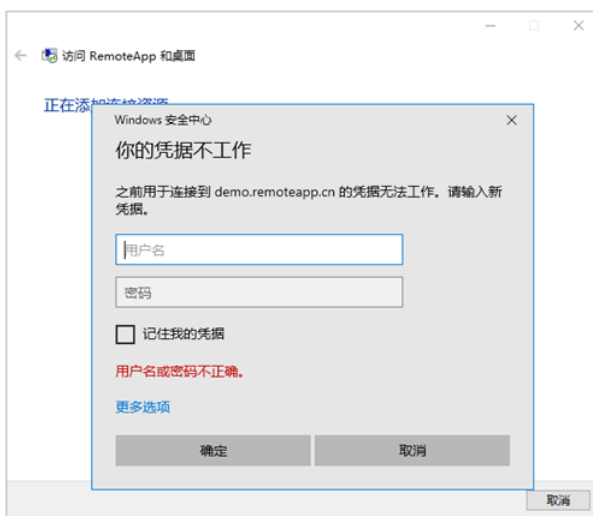 访问 RemoteApp 和桌面
正在添加连接资源
Windows 安全中心
你的凭据不工作
之前用于连接到 demo.remoteapp.cn 的凭据无法工作。请输入新
凭据。
用户名
密码
记住我的凭据
用户名或密码不正确。
更多选项
确定
取消
取消